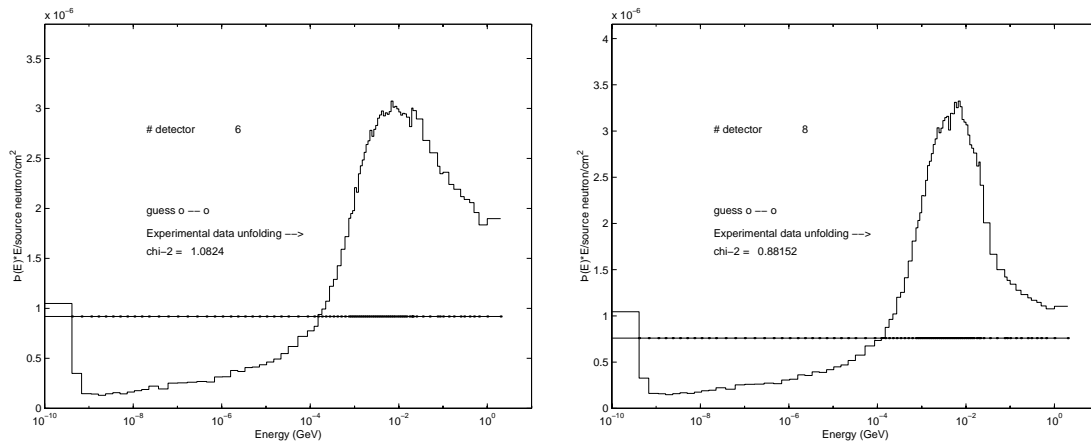 x 10⁻⁶
3.5
3
2.5
2
1.5
1
0.5
0
10⁻¹⁰
10⁻⁸
10⁻⁶
10⁻⁴
10⁻²
10⁰
Energy (GeV)
Þ(E)*E/source neutron/cm²
# detector 6
guess o −− o
Experimental data unfolding −−>
chi−2 = 1.0824
x 10⁻⁶
4
3.5
3
2.5
2
1.5
1
0.5
0
10⁻¹⁰
10⁻⁸
10⁻⁶
10⁻⁴
10⁻²
10⁰
Energy (GeV)
Þ(E)*E/source neutron/cm²
# detector 8
guess o −− o
Experimental data unfolding −−>
chi−2 = 0.88152